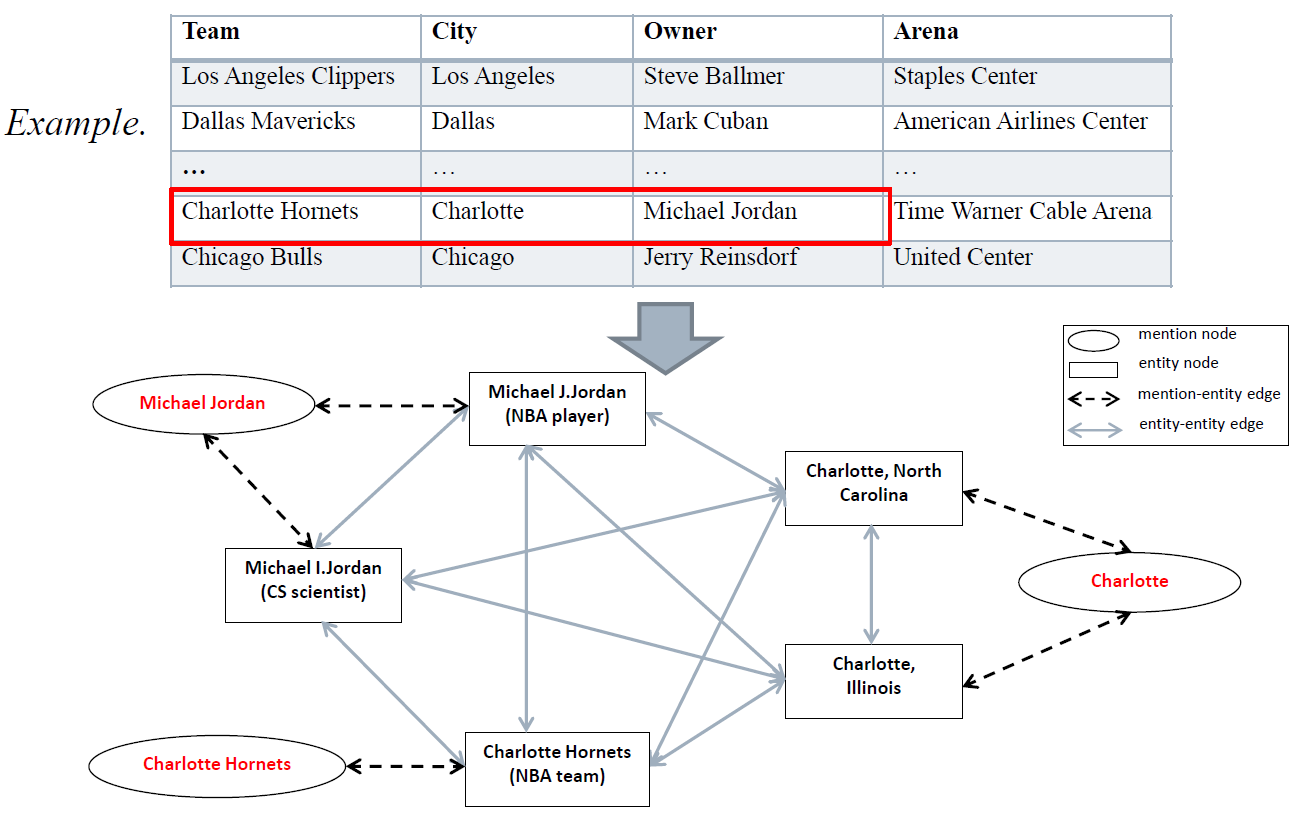 Team City Owner Arena
Los Angeles Clippers Los Angeles Steve Ballmer Staples Center
Example.
Dallas Mavericks Dallas Mark Cuban American Airlines Center
... ... ... ...
Charlotte Hornets Charlotte Michael Jordan Time Warner Cable Arena
Chicago Bulls Chicago Jerry Reinsdorf United Center
mention node
entity node
mention-entity edge
entity-entity edge
Michael Jordan
Michael J.Jordan
(NBA player)
Charlotte, North
Carolina
Michael I.Jordan
(CS scientist)
Charlotte
Charlotte,
Illinois
Charlotte Hornets
Charlotte Hornets
(NBA team)